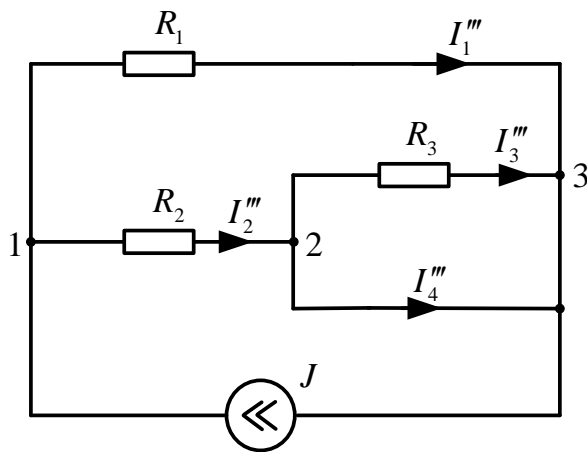 R₁ I₁‴
R₃ I₃‴
3
R₂ I₂‴
1 2
I₄‴
J